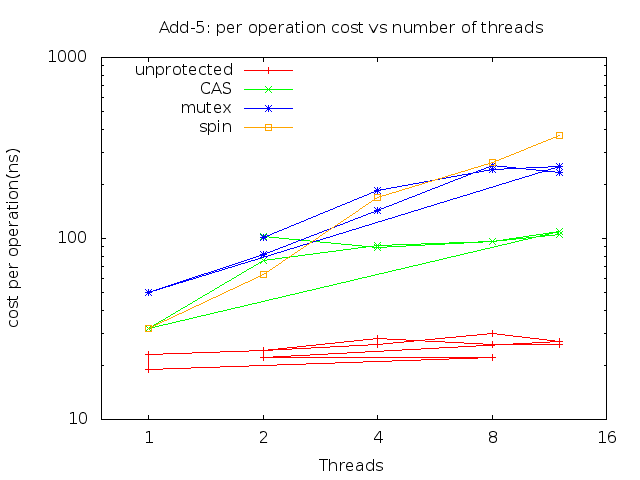 Add-5: per operation cost vs number of threads
1000
unprotected
CAS
mutex
spin
cost per operation(ns)
100
10
1 2 4 8 16
Threads